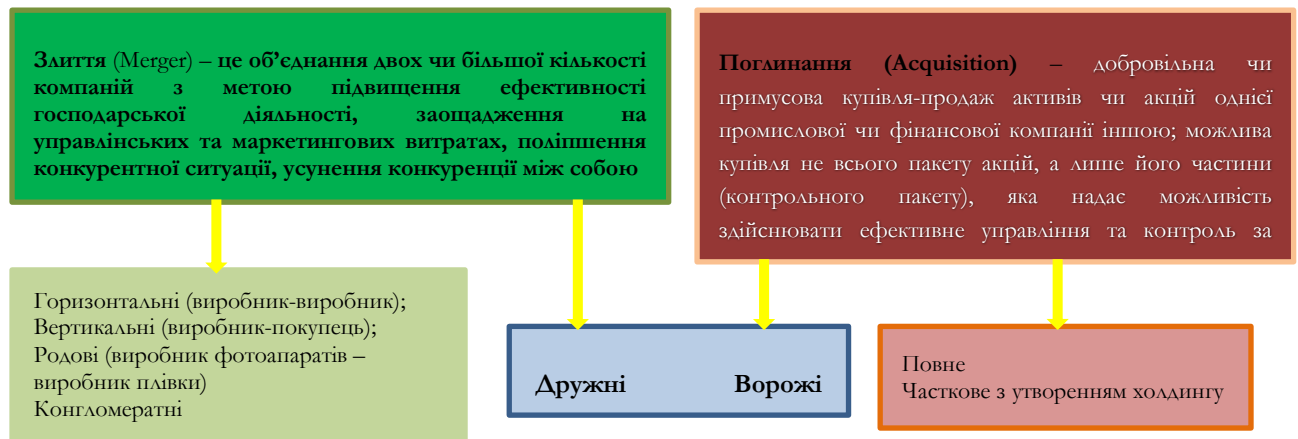 Злиття (Merger) – це об’єднання двох чи більшої кількості
компаній з метою підвищення ефективності
господарської діяльності, заощадження на
управлінських та маркетингових витратах, поліпшення
конкурентної ситуації, усунення конкуренції між собою
Поглинання (Acquisition) – добровільна чи
примусова купівля-продаж активів чи акцій однієї
промислової чи фінансової компанії іншою; можлива
купівля не всього пакету акцій, а лише його частини
(контрольного пакету), яка надає можливість
здійснювати ефективне управління та контроль за
Горизонтальні (виробник-виробник);
Вертикальні (виробник-покупець);
Родові (виробник фотоапаратів –
виробник плівки)
Конгломератні
Дружні Ворожі
Повне
Часткове з утворенням холдингу